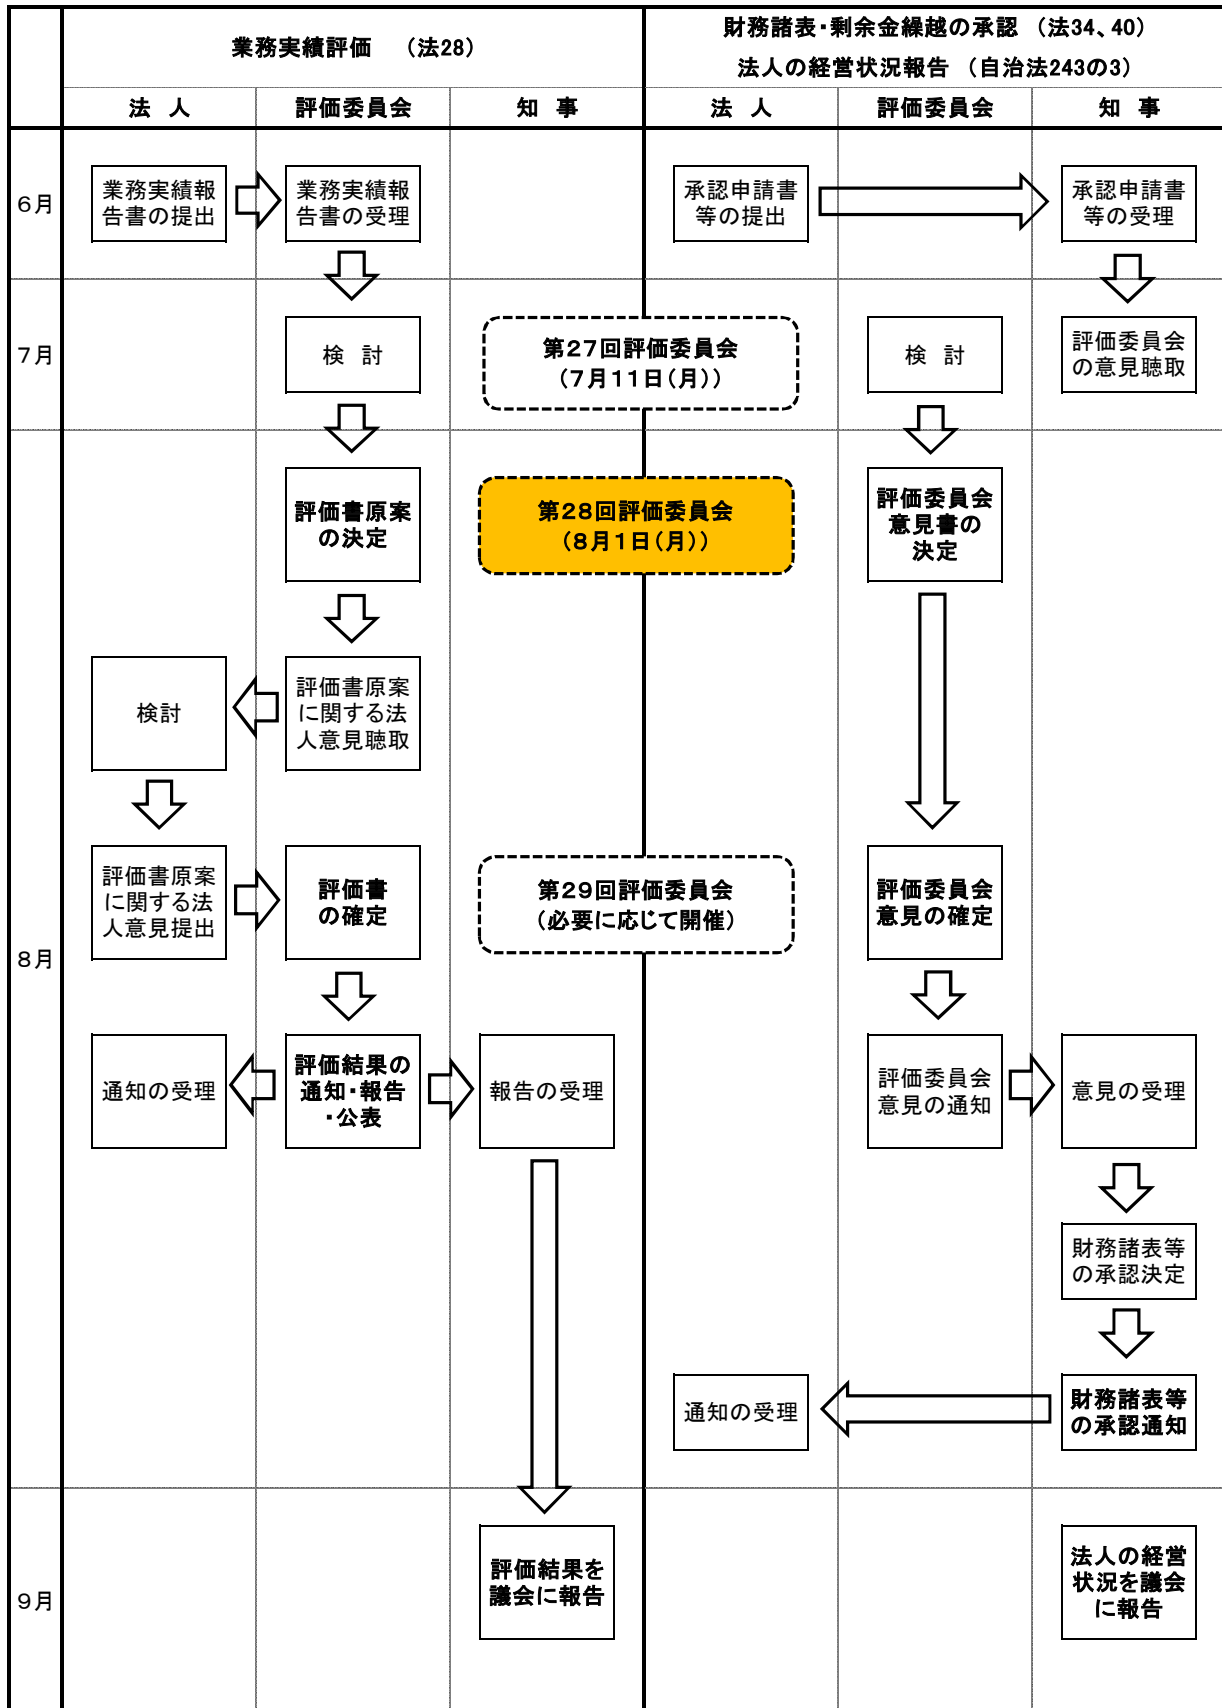 業務実績評価 （法28）
財務諸表・剰余金繰越の承認 （法34、40）
法人の経営状況報告 （自治法243の3）
法 人
評価委員会
知 事
法 人
評価委員会
知 事
6月
業務実績報
告書の提出
業務実績報
告書の受理
承認申請書
等の提出
承認申請書
等の受理
7月
検 討
第27回評価委員会
（7月11日（月））
検 討
評価委員会
の意見聴取
評価書原案
の決定
第28回評価委員会
（8月1日（月））
評価委員会
意見書の
決定
検討
評価書原案
に関する法
人意見聴取
8月
評価書原案
に関する法
人意見提出
評価書
の確定
第29回評価委員会
（必要に応じて開催）
評価委員会
意見の確定
通知の受理
評価結果の
通知・報告
・公表
報告の受理
評価委員会
意見の通知
意見の受理
財務諸表等
の承認決定
通知の受理
財務諸表等
の承認通知
9月
評価結果を
議会に報告
法人の経営
状況を議会
に報告